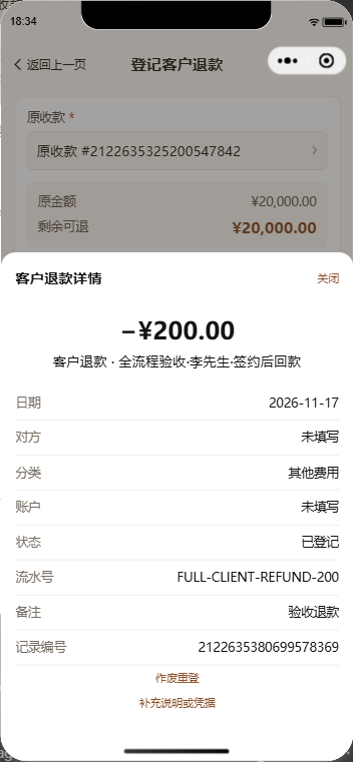 18:34
返回上一页 登记客户退款
原收款 *
原收款 #2122635325200547842
原金额 ¥20,000.00
剩余可退 ¥20,000.00
客户退款详情 关闭
−¥200.00
客户退款 · 全流程验收·李先生·签约后回款
日期 2026-11-17
对方 未填写
分类 其他费用
账户 未填写
状态 已登记
流水号 FULL-CLIENT-REFUND-200
备注 验收退款
记录编号 2122635380699578369
作废重登
补充说明或凭据